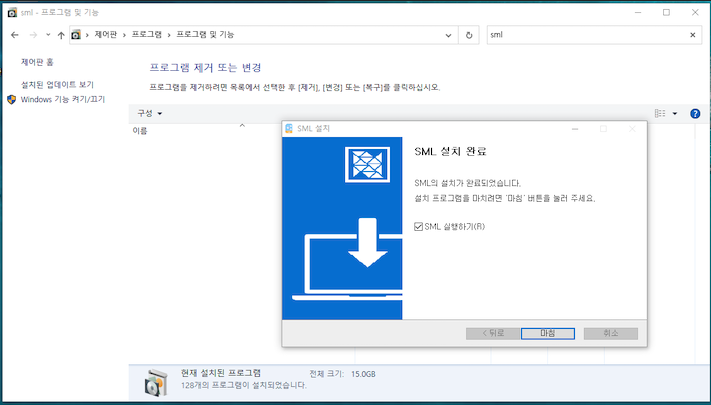 sml - 프로그램 및 기능
제어판 프로그램 프로그램 및 기능
sml
제어판 홈
설치된 업데이트 보기
Windows 기능 켜기/끄기
프로그램 제거 또는 변경
프로그램을 제거하려면 목록에서 선택한 후 [제거], [변경] 또는 [복구]를 클릭하십시오.
구성
이름
SML 설치
SML 설치 완료
SML의 설치가 완료되었습니다.
설치 프로그램을 마치려면 '마침' 버튼을 눌러 주세요.
SML 실행하기(R)
< 뒤로 마침 취소
현재 설치된 프로그램 전체 크기: 15.0GB
128개의 프로그램이 설치되었습니다.